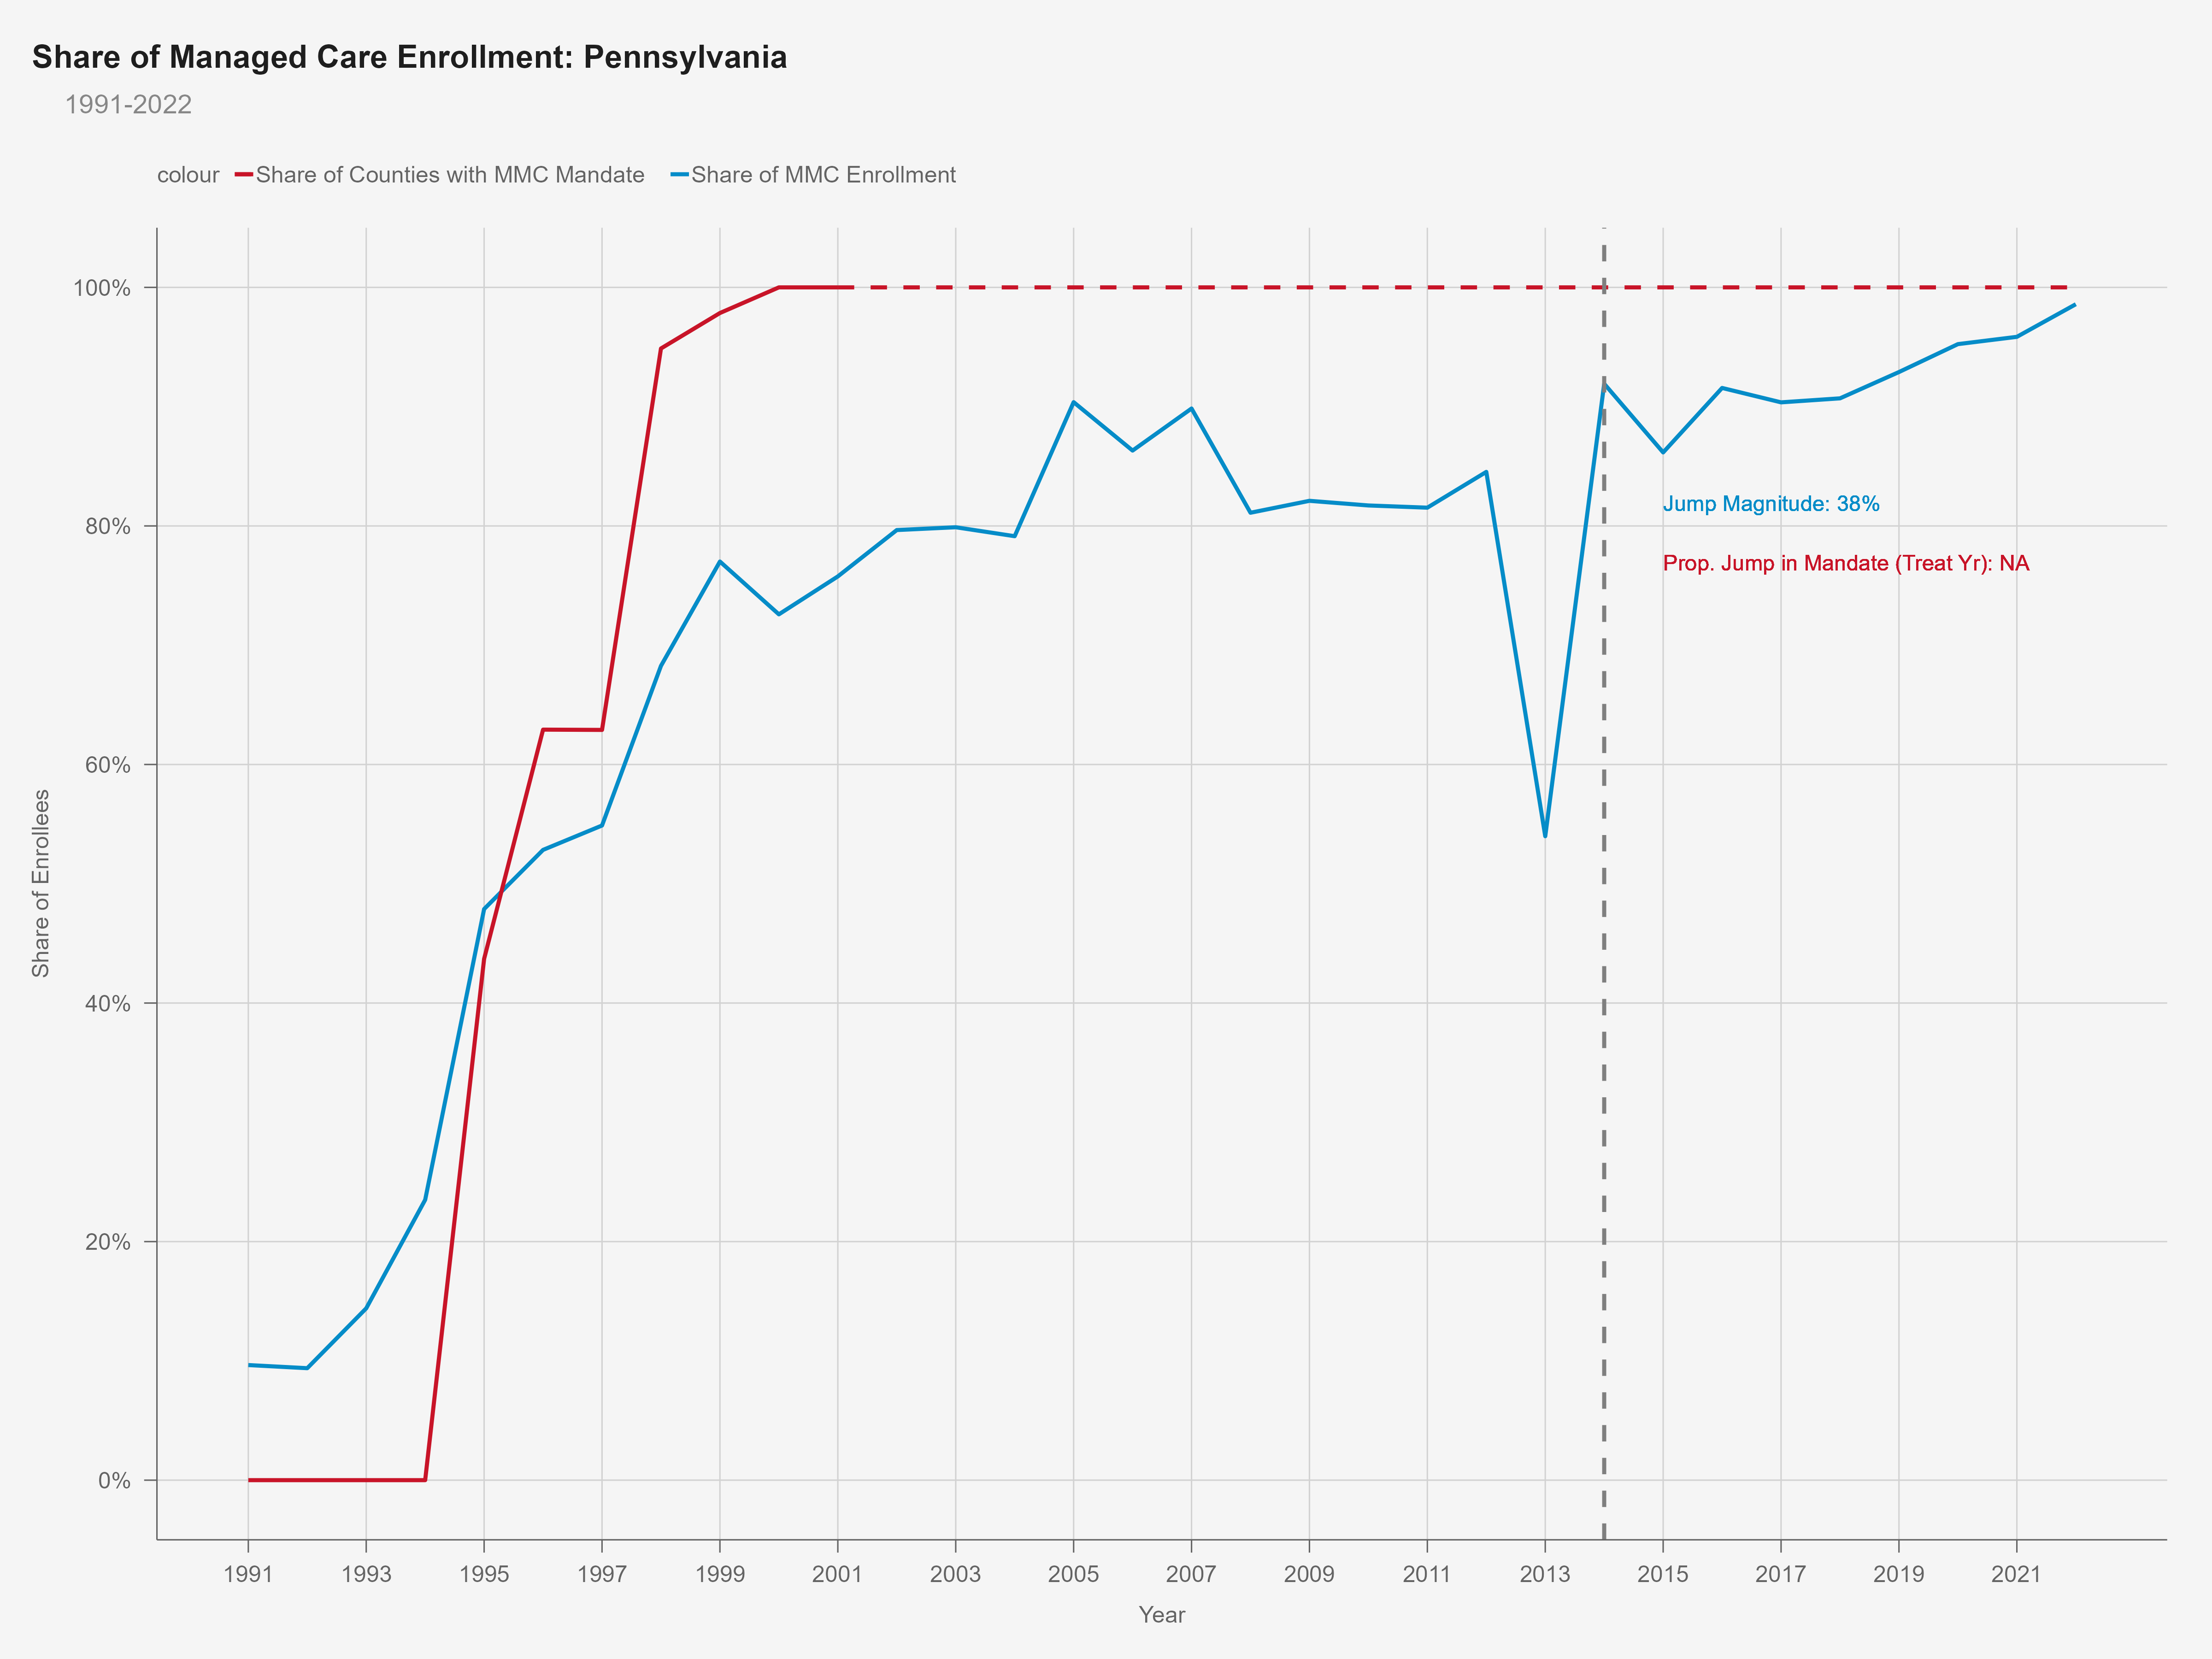 Share of Managed Care Enrollment: Pennsylvania
1991-2022
colour Share of Counties with MMC Mandate Share of MMC Enrollment
100%
80%
60%
40%
20%
0%
Share of Enrollees
Jump Magnitude: 38%
Prop. Jump in Mandate (Treat Yr): NA
1991 1993 1995 1997 1999 2001 2003 2005 2007 2009 2011 2013 2015 2017 2019 2021
Year